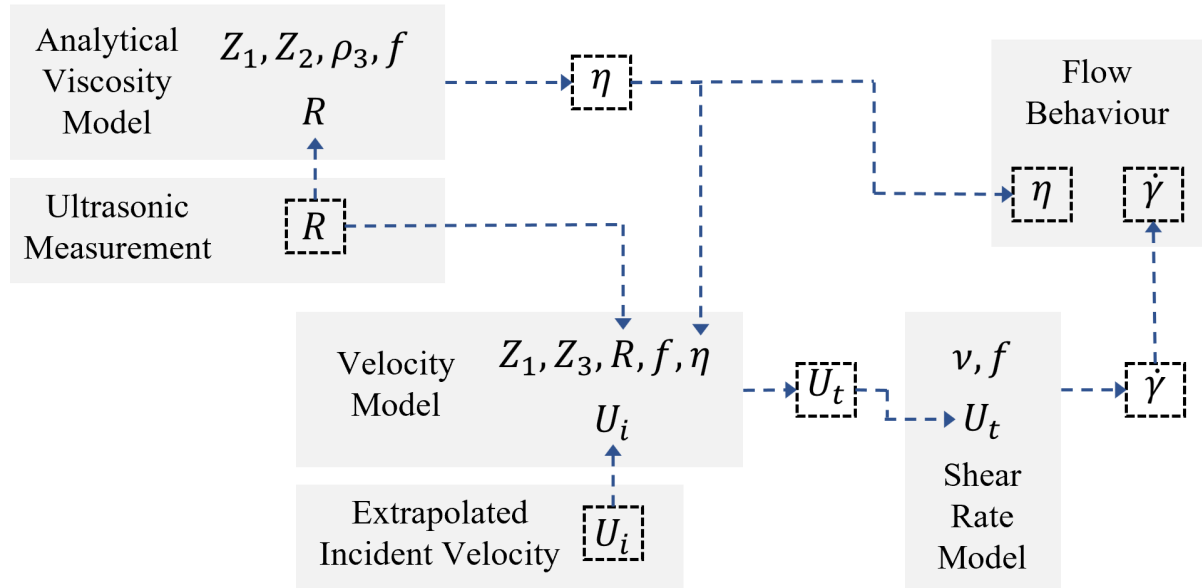 Analytical
Viscosity
Model
Z₁, Z₂, ρ₃, f
R
η
Flow
Behaviour
η
γ̇
Ultrasonic
Measurement
R
Velocity
Model
Z₁, Z₃, R, f, η
Uᵢ
Uₜ
ν, f
Uₜ
Shear
Rate
Model
γ̇
Extrapolated
Incident Velocity
Uᵢ